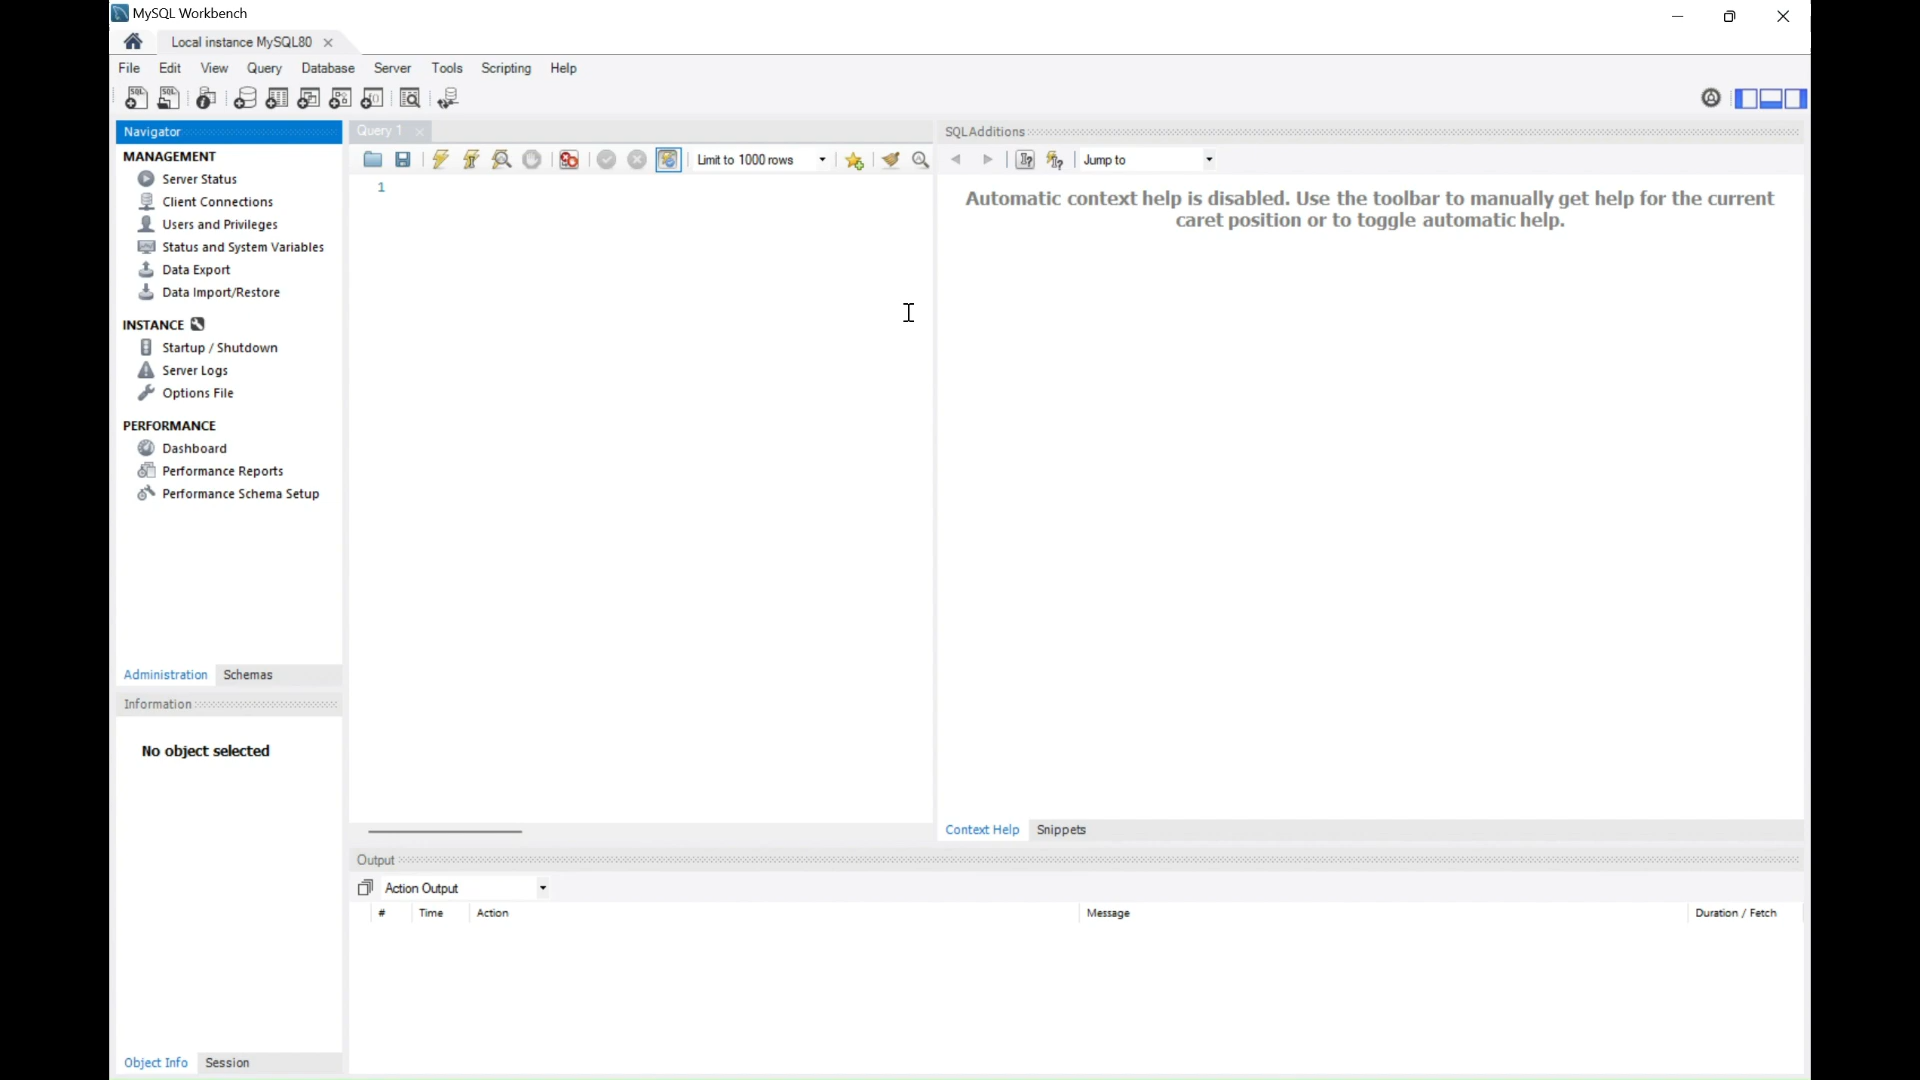 MySQL Workbench
Local instance MySQL80
File Edit View Query Database Server Tools Scripting Help
Navigator
MANAGEMENT
Server Status
Client Connections
Users and Privileges
Status and System Variables
Data Export
Data Import/Restore
INSTANCE
Startup / Shutdown
Server Logs
Options File
PERFORMANCE
Dashboard
Performance Reports
Performance Schema Setup
Administration Schemas
Information
No object selected
Object Info Session
Query 1
Limit to 1000 rows
1
SQLAdditions
Jump to
Automatic context help is disabled. Use the toolbar to manually get help for the current
caret position or to toggle automatic help.
Context Help Snippets
Output
Action Output
# Time Action Message Duration / Fetch